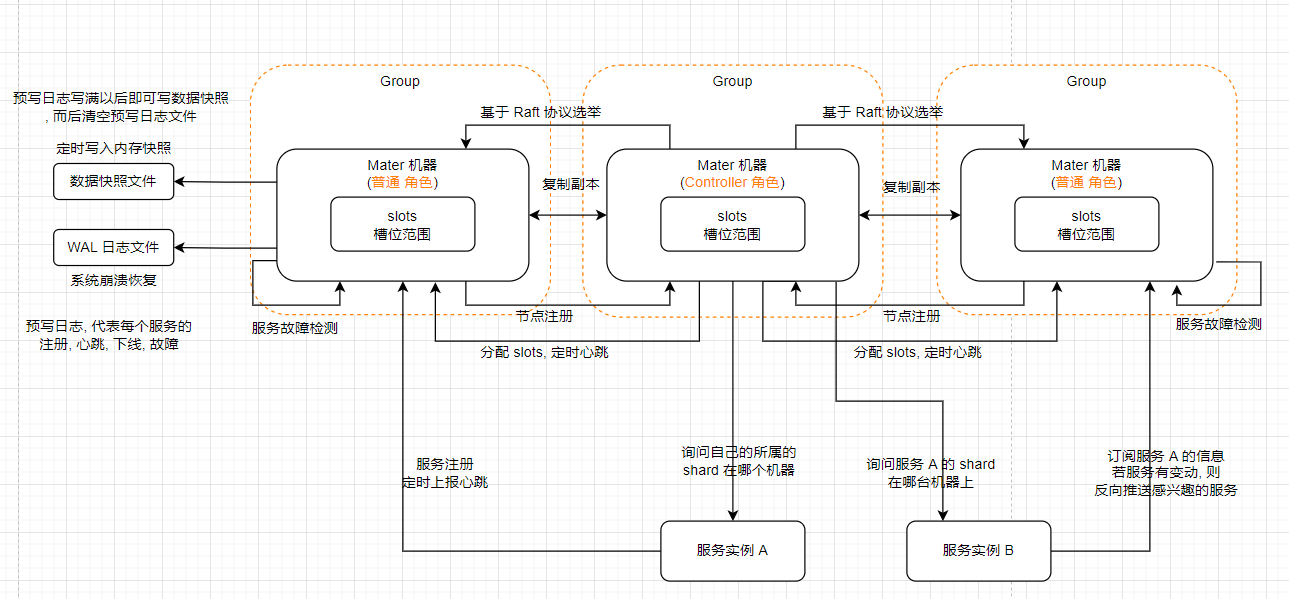 Group
Group
Group
预写日志写满以后即可写数据快照
, 而后清空预写日志文件
基于 Raft 协议选举
基于 Raft 协议选举
定时写入内存快照
数据快照文件
WAL 日志文件
系统崩溃恢复
预写日志, 代表每个服务的
注册, 心跳, 下线, 故障
Mater 机器
(普通 角色)
slots
槽位范围
复制副本
Mater 机器
(Controller 角色)
slots
槽位范围
复制副本
Mater 机器
(普通 角色)
slots
槽位范围
服务故障检测
节点注册
节点注册
服务故障检测
分配 slots, 定时心跳
分配 slots, 定时心跳
服务注册
定时上报心跳
询问自己的所属的
shard 在哪个机器
询问服务 A 的 shard
在哪台机器上
订阅服务 A 的信息
若服务有变动, 则
反向推送感兴趣的服务
服务实例 A
服务实例 B